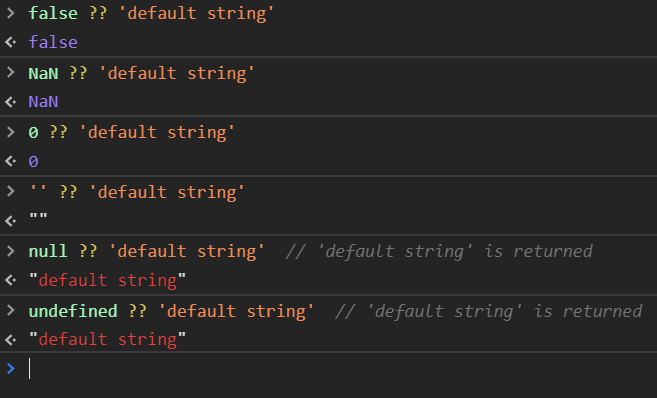 > false ?? 'default string'
<· false
> NaN ?? 'default string'
<· NaN
> 0 ?? 'default string'
<· 0
> '' ?? 'default string'
<· ""
> null ?? 'default string'  // 'default string' is returned
<· "default string"
> undefined ?? 'default string'  // 'default string' is returned
<· "default string"
>